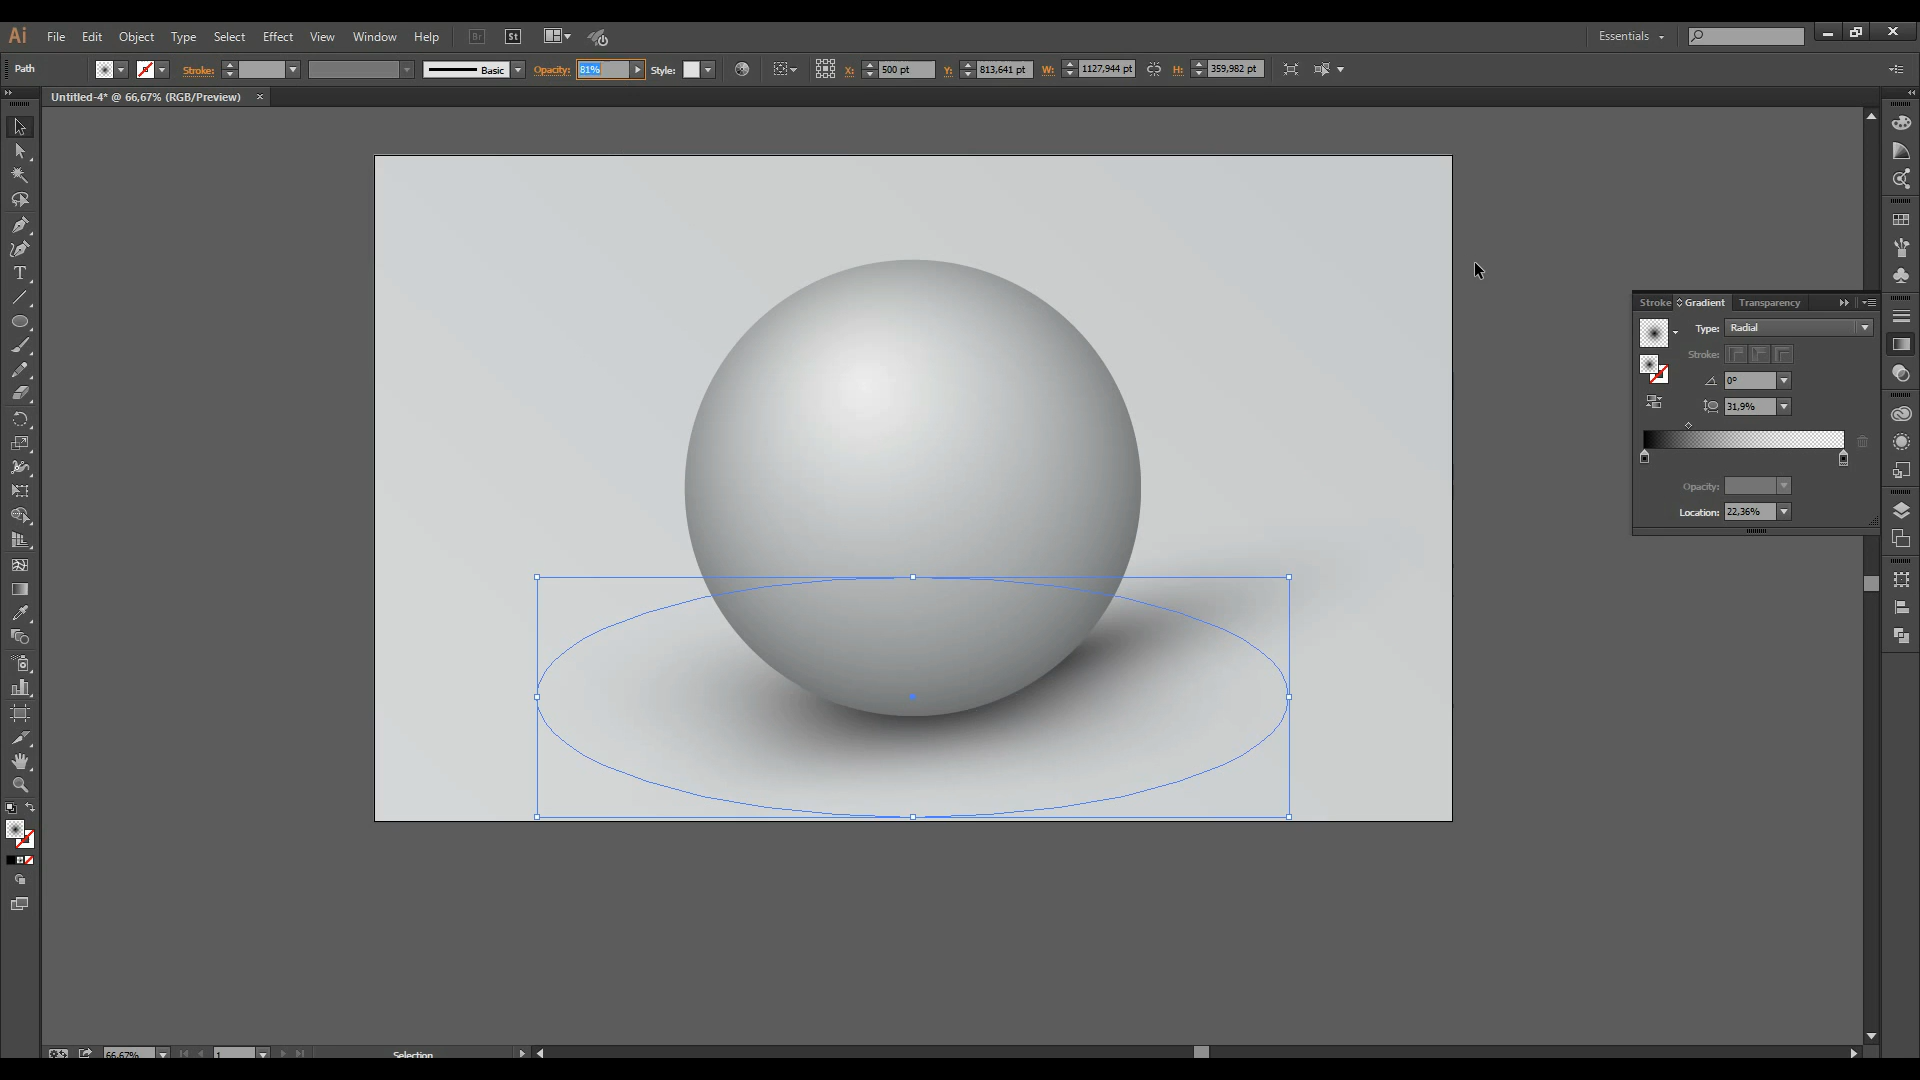 Ai File Edit Object Type Select Effect View Window Help Br St Essentials
Path Stroke: Basic Opacity: 81% Style: X: 500 pt Y: 813,641 pt W: 1127,944 pt H: 359,982 pt
Untitled-4* @ 66,67% (RGB/Preview) ×
Stroke Gradient Transparency
Type: Radial
Stroke:
0°
31,9%
Opacity:
Location: 22,36%
66,67% 1 Selection